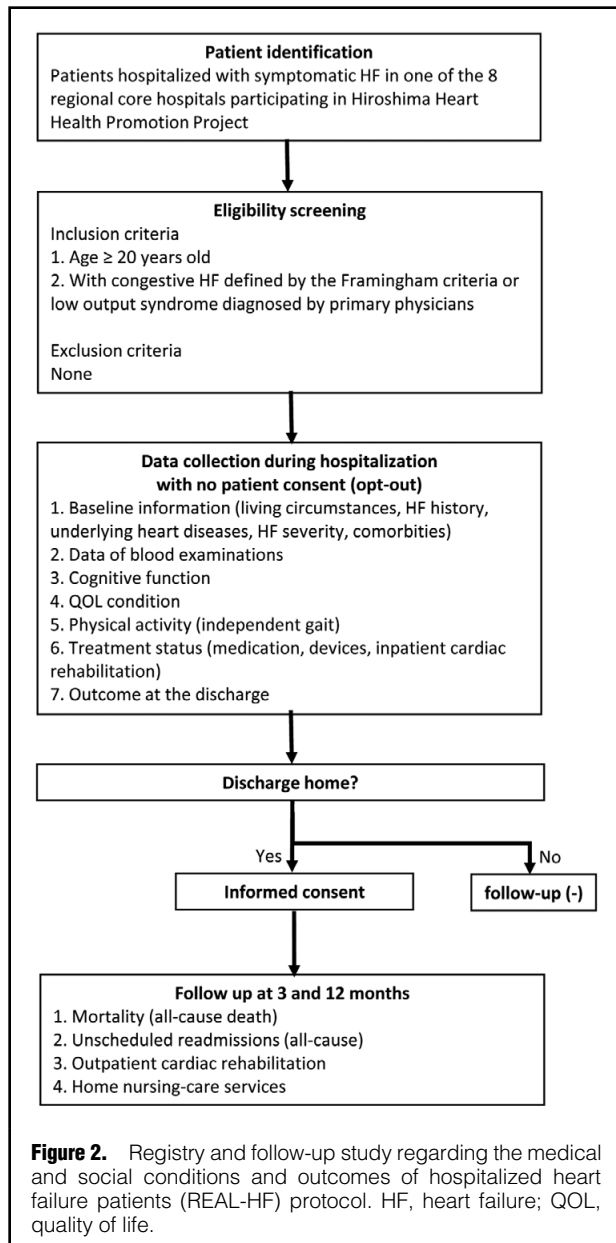 Patient identification
Patients hospitalized with symptomatic HF in one of the 8
regional core hospitals participating in Hiroshima Heart
Health Promotion Project
Eligibility screening
Inclusion criteria
1. Age ≥ 20 years old
2. With congestive HF defined by the Framingham criteria or
low output syndrome diagnosed by primary physicians
Exclusion criteria
None
Data collection during hospitalization
with no patient consent (opt-out)
1. Baseline information (living circumstances, HF history,
underlying heart diseases, HF severity, comorbities)
2. Data of blood examinations
3. Cognitive function
4. QOL condition
5. Physical activity (independent gait)
6. Treatment status (medication, devices, inpatient cardiac
rehabilitation)
7. Outcome at the discharge
Discharge home?
Yes
No
Informed consent
follow-up (-)
Follow up at 3 and 12 months
1. Mortality (all-cause death)
2. Unscheduled readmissions (all-cause)
3. Outpatient cardiac rehabilitation
4. Home nursing-care services
Figure 2. Registry and follow-up study regarding the medical
and social conditions and outcomes of hospitalized heart
failure patients (REAL-HF) protocol. HF, heart failure; QOL,
quality of life.